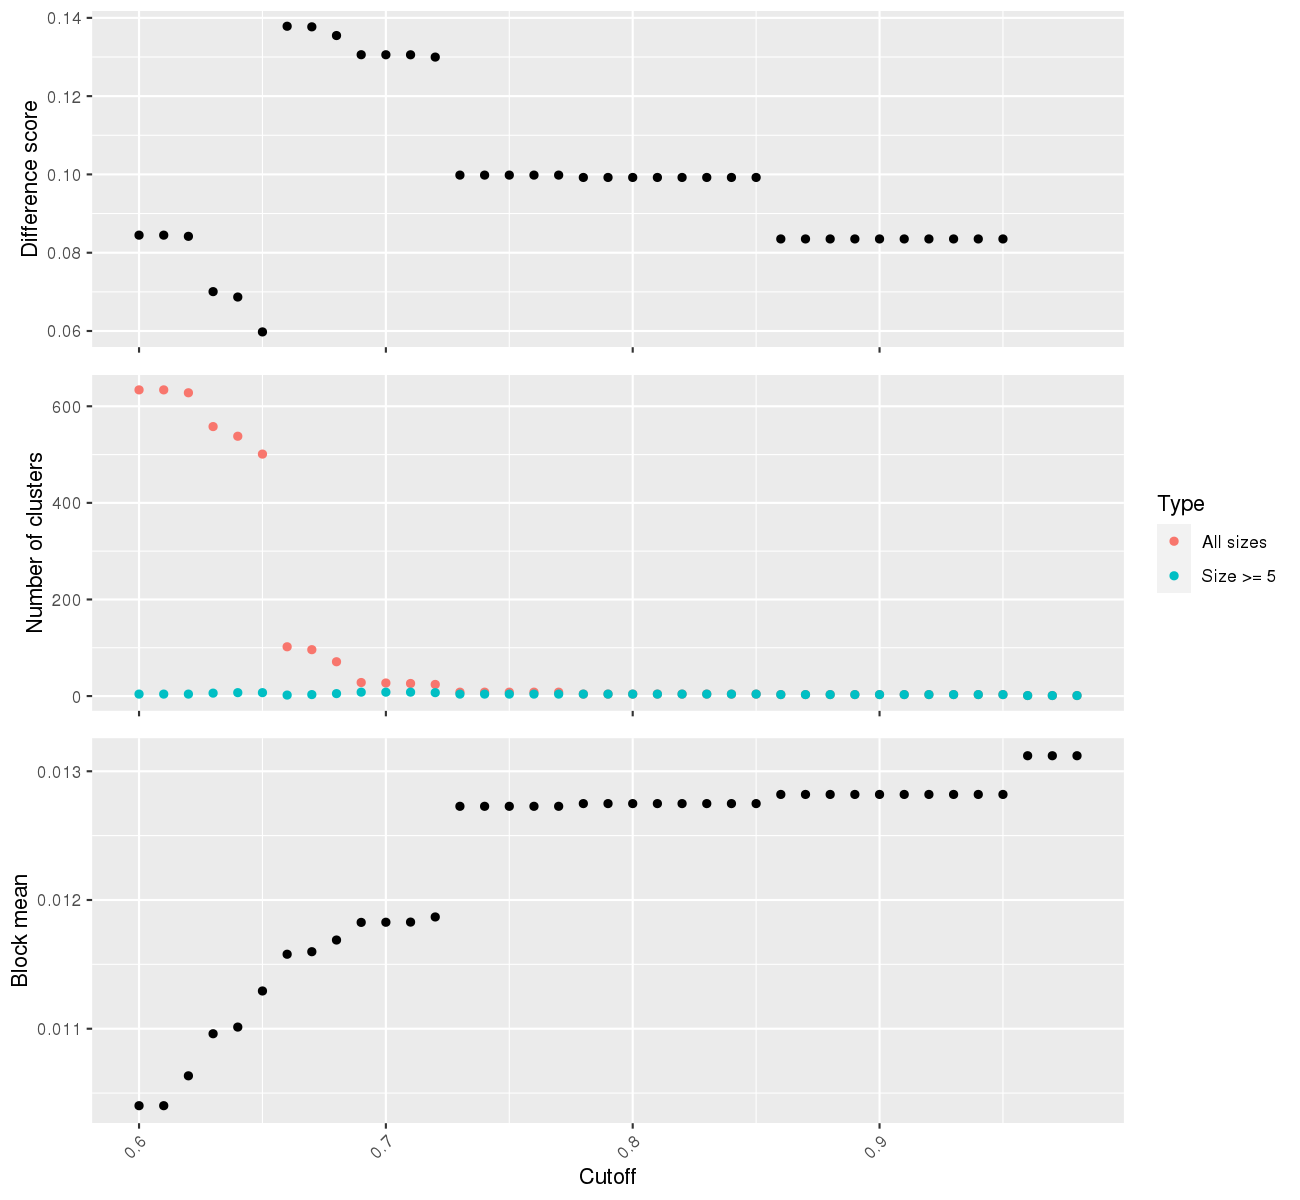 0.14
0.12
0.10
0.08
0.06
Difference score
600
400
200
0
Number of clusters
Type
All sizes
Size >= 5
0.013
0.012
0.011
Block mean
0.6
0.7
0.8
0.9
Cutoff